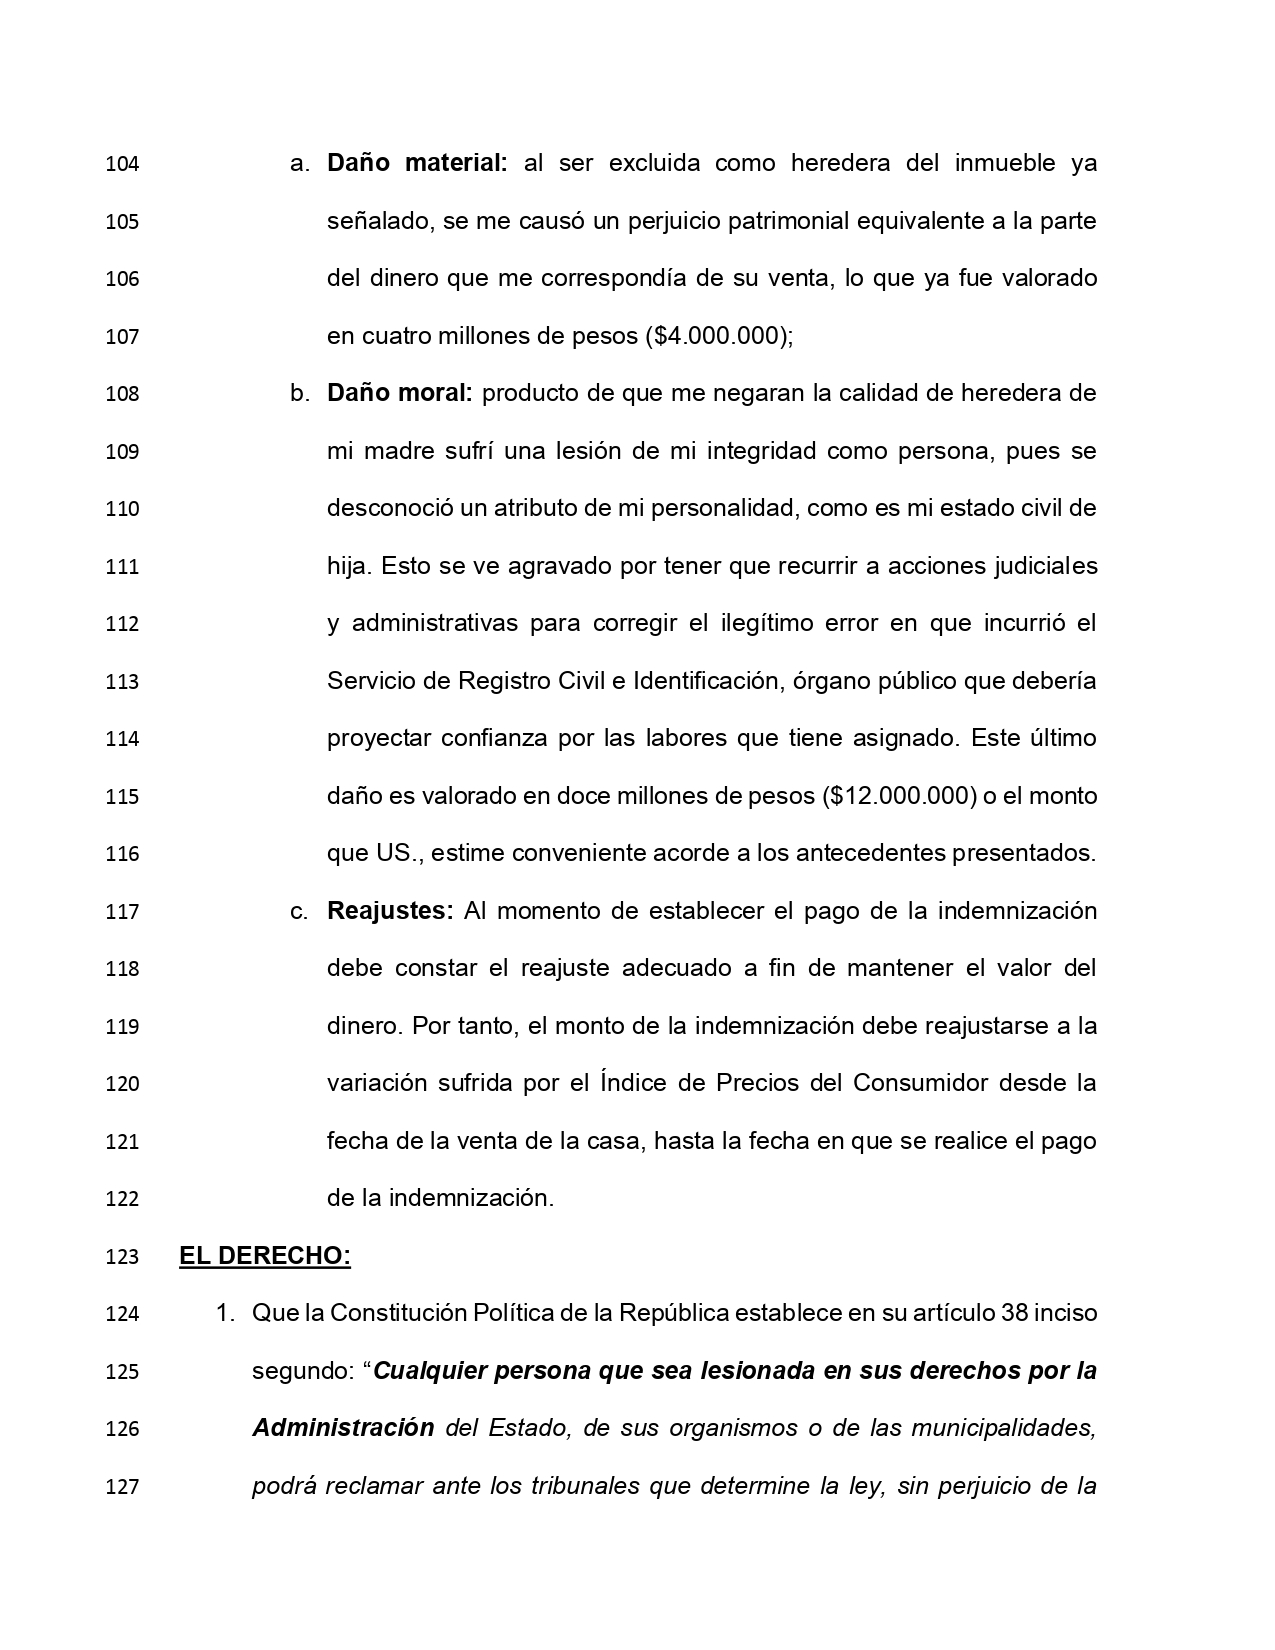 104 a. Daño material: al ser excluida como heredera del inmueble ya
105 señalado, se me causó un perjuicio patrimonial equivalente a la parte
106 del dinero que me correspondía de su venta, lo que ya fue valorado
107 en cuatro millones de pesos ($4.000.000);
108 b. Daño moral: producto de que me negaran la calidad de heredera de
109 mi madre sufrí una lesión de mi integridad como persona, pues se
110 desconoció un atributo de mi personalidad, como es mi estado civil de
111 hija. Esto se ve agravado por tener que recurrir a acciones judiciales
112 y administrativas para corregir el ilegítimo error en que incurrió el
113 Servicio de Registro Civil e Identificación, órgano público que debería
114 proyectar confianza por las labores que tiene asignado. Este último
115 daño es valorado en doce millones de pesos ($12.000.000) o el monto
116 que US., estime conveniente acorde a los antecedentes presentados.
117 c. Reajustes: Al momento de establecer el pago de la indemnización
118 debe constar el reajuste adecuado a fin de mantener el valor del
119 dinero. Por tanto, el monto de la indemnización debe reajustarse a la
120 variación sufrida por el Índice de Precios del Consumidor desde la
121 fecha de la venta de la casa, hasta la fecha en que se realice el pago
122 de la indemnización.
123 EL DERECHO:
124 1. Que la Constitución Política de la República establece en su artículo 38 inciso
125 segundo: “Cualquier persona que sea lesionada en sus derechos por la
126 Administración del Estado, de sus organismos o de las municipalidades,
127 podrá reclamar ante los tribunales que determine la ley, sin perjuicio de la